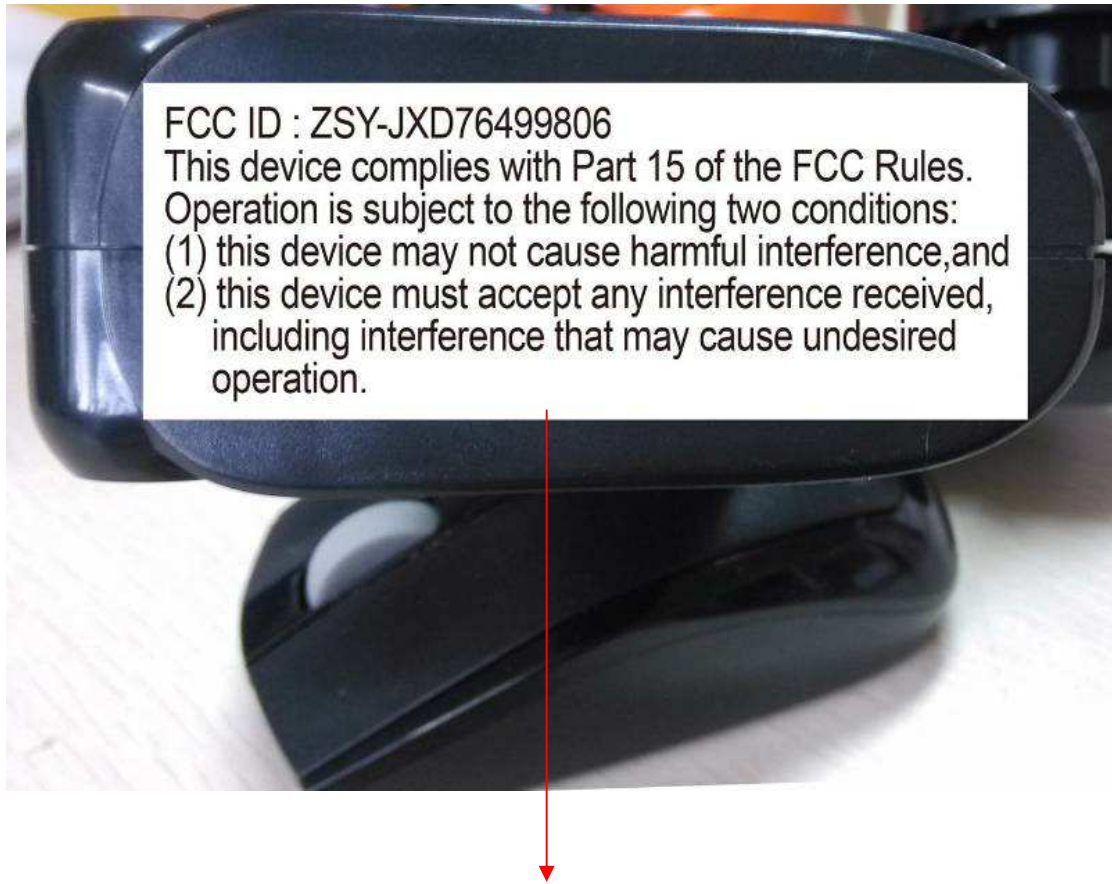 FCC ID : ZSY-JXD76499806
This device complies with Part 15 of the FCC Rules.
Operation is subject to the following two conditions:
(1) this device may not cause harmful interference,and
(2) this device must accept any interference received,
including interference that may cause undesired
operation.